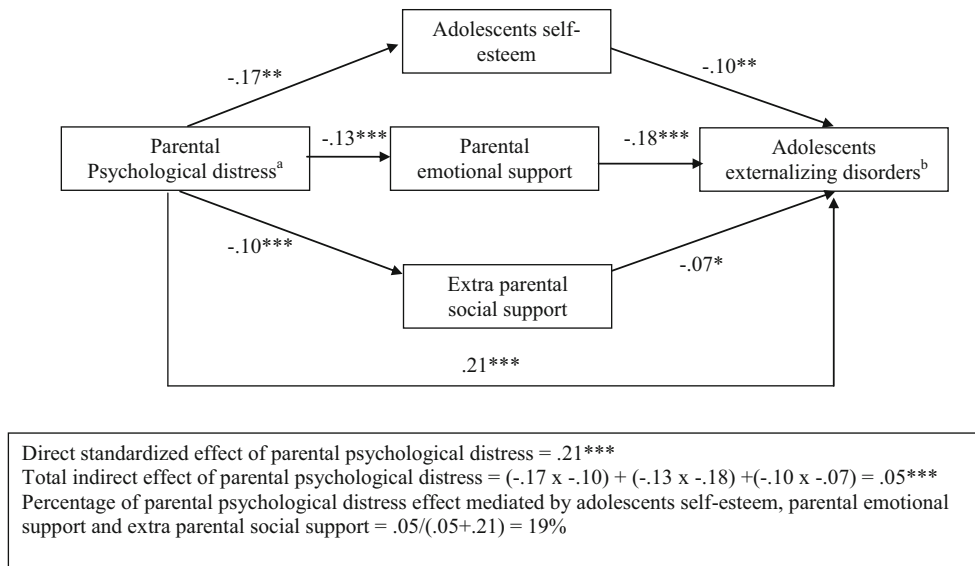 Adolescents self-
esteem
-.17**
-.10**
Parental
Psychological distressᵃ
-.13***
Parental
emotional support
-.18***
Adolescents
externalizing disordersᵇ
-.10***
-.07*
Extra parental
social support
.21***
Direct standardized effect of parental psychological distress = .21***
Total indirect effect of parental psychological distress = (-.17 x -.10) + (-.13 x -.18) +(-.10 x -.07) = .05***
Percentage of parental psychological distress effect mediated by adolescents self-esteem, parental emotional
support and extra parental social support = .05/(.05+.21) = 19%